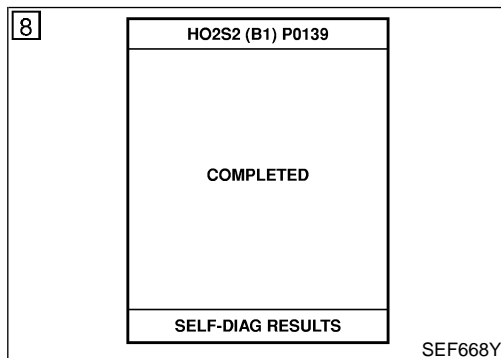 8
HO2S2 (B1) P0139
COMPLETED
SELF-DIAG RESULTS
SEF668Y